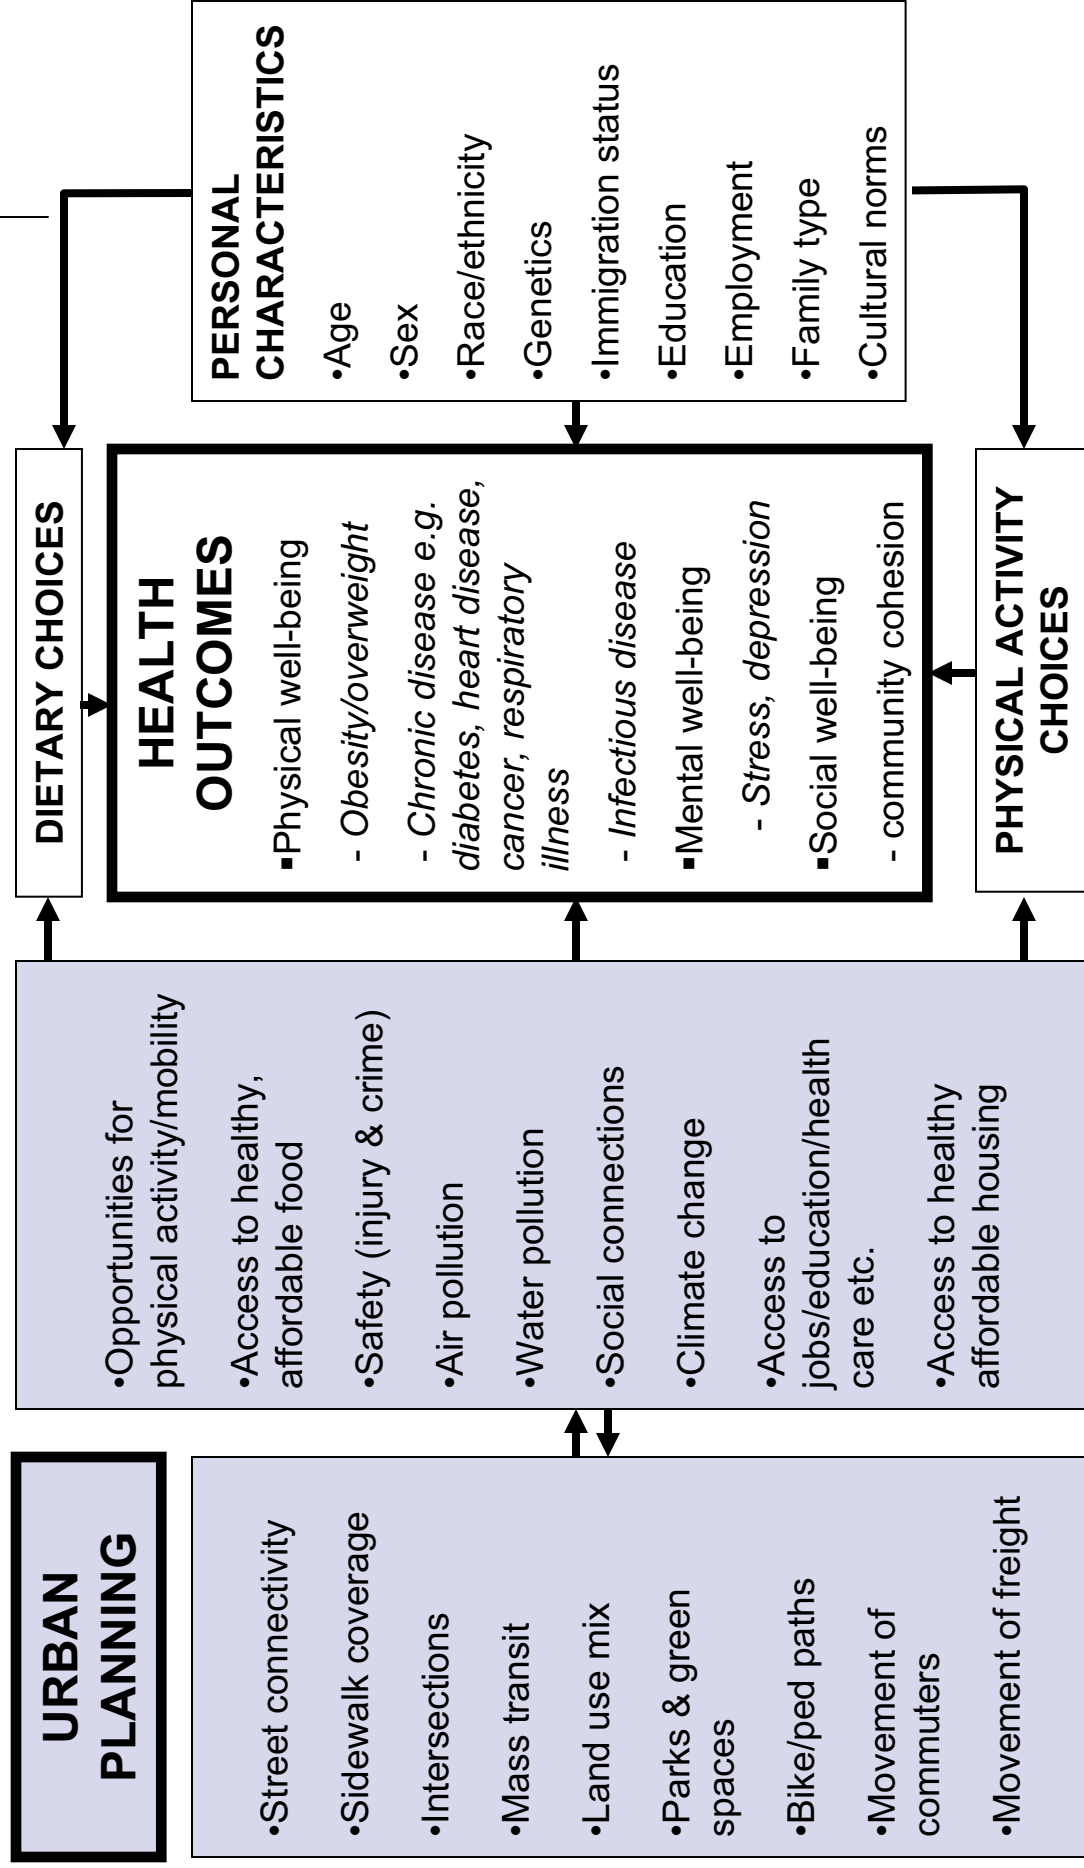 URBAN
PLANNING
•Street connectivity
•Sidewalk coverage
•Intersections
•Mass transit
•Land use mix
•Parks & green
spaces
•Bike/ped paths
•Movement of
commuters
•Movement of freight
•Opportunities for
physical activity/mobility
•Access to healthy,
affordable food
•Safety (injury & crime)
•Air pollution
•Water pollution
•Social connections
•Climate change
•Access to
jobs/education/health
care etc.
•Access to healthy
affordable housing
DIETARY CHOICES
HEALTH
OUTCOMES
▪Physical well-being
- Obesity/overweight
- Chronic disease e.g.
diabetes, heart disease,
cancer, respiratory
illness
- Infectious disease
▪Mental well-being
- Stress, depression
▪Social well-being
- community cohesion
PHYSICAL ACTIVITY
CHOICES
PERSONAL
CHARACTERISTICS
•Age
•Sex
•Race/ethnicity
•Genetics
•Immigration status
•Education
•Employment
•Family type
•Cultural norms